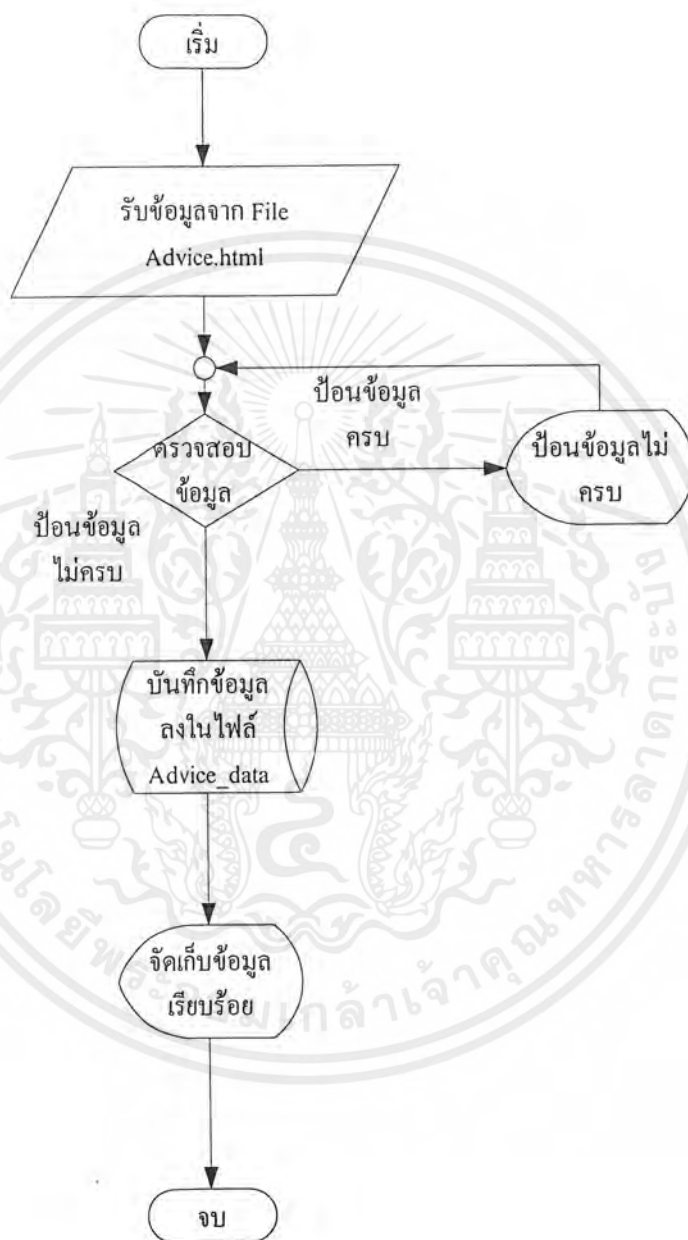 เริ่ม
รับข้อมูลจาก File
Advice.html
ป้อนข้อมูล
ครบ
ตรวจสอบ
ข้อมูล
ป้อนข้อมูลไม่
ครบ
ป้อนข้อมูล
ไม่ครบ
บันทึกข้อมูล
ลงในไฟล์
Advice_data
จัดเก็บข้อมูล
เรียบร้อย
จบ